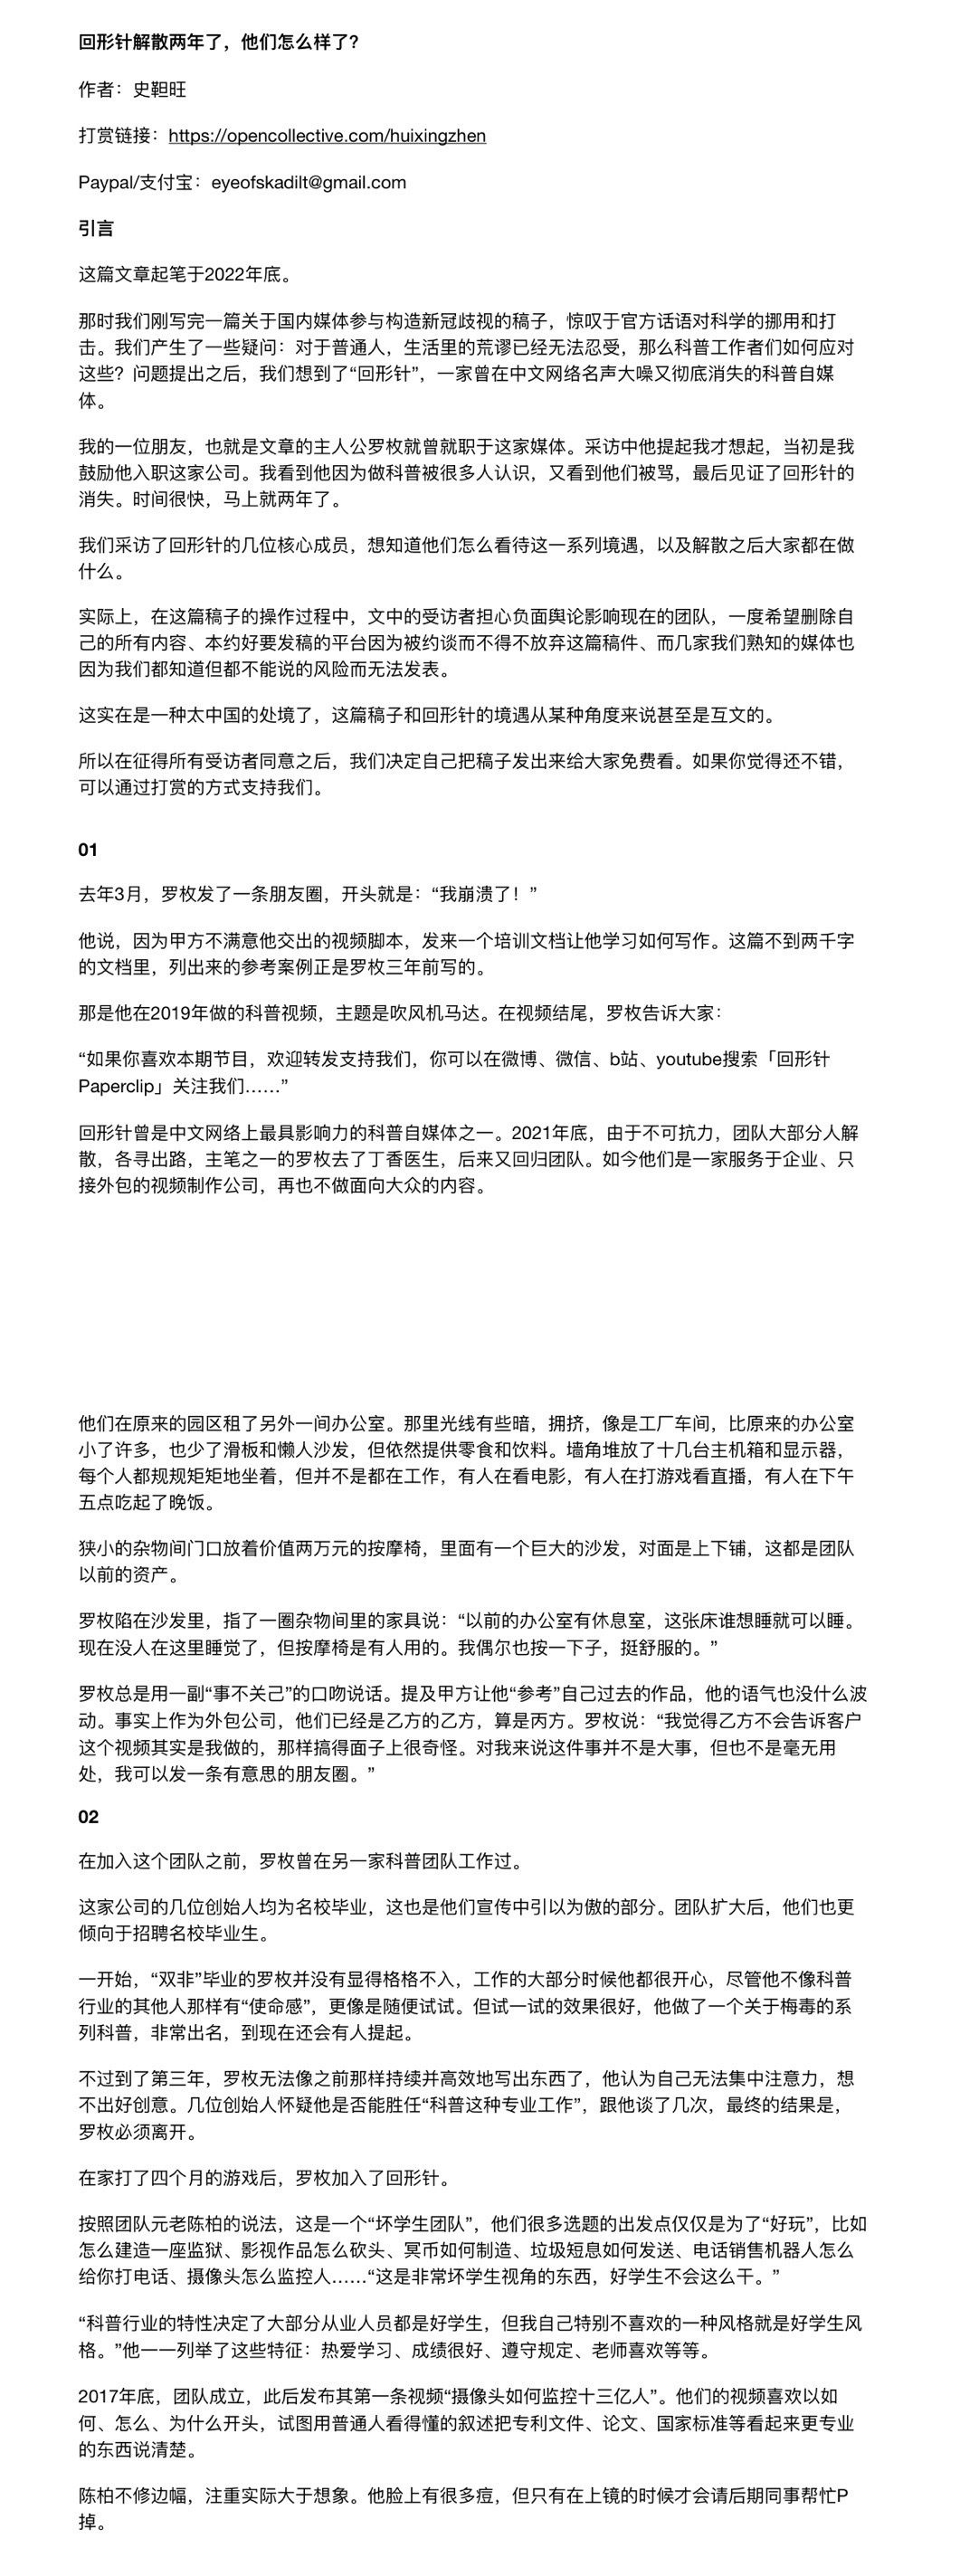 回形针解散两年了，他们怎么样了？
作者：史靼旺
打赏链接：https://opencollective.com/huixingzhen
Paypal/支付宝：eyeofskadilt@gmail.com
引言
这篇文章起笔于2022年底。
那时我们刚写完一篇关于国内媒体参与构造新冠歧视的稿子，惊叹于官方话语对科学的挪用和打
击。我们产生了一些疑问：对于普通人，生活里的荒谬已经无法忍受，那么科普工作者们如何应对
这些？问题提出之后，我们想到了“回形针”，一家曾在中文网络名声大噪又彻底消失的科普自媒
体。
我的一位朋友，也就是文章的主人公罗枚就曾就职于这家媒体。采访中他提起我才想起，当初是我
鼓励他入职这家公司。我看到他因为做科普被很多人认识，又看到他们被骂，最后见证了回形针的
消失。时间很快，马上就两年了。
我们采访了回形针的几位核心成员，想知道他们怎么看待这一系列境遇，以及解散之后大家都在做
什么。
实际上，在这篇稿子的操作过程中，文中的受访者担心负面舆论影响现在的团队，一度希望删除自
己的所有内容、本约好要发稿的平台因为被约谈而不得不放弃这篇稿件、而几家我们熟知的媒体也
因为我们都知道但都不能说的风险而无法发表。
这实在是一种太中国的处境了，这篇稿子和回形针的境遇从某种角度来说甚至是互文的。
所以在征得所有受访者同意之后，我们决定自己把稿子发出来给大家免费看。如果你觉得还不错，
可以通过打赏的方式支持我们。
01
去年3月，罗枚发了一条朋友圈，开头就是：“我崩溃了！”
他说，因为甲方不满意他交出的视频脚本，发来一个培训文档让他学习如何写作。这篇不到两千字
的文档里，列出来的参考案例正是罗枚三年前写的。
那是他在2019年做的科普视频，主题是吹风机马达。在视频结尾，罗枚告诉大家：
“如果你喜欢本期节目，欢迎转发支持我们，你可以在微博、微信、b站、youtube搜索「回形针
Paperclip」关注我们……”
回形针曾是中文网络上最具影响力的科普自媒体之一。2021年底，由于不可抗力，团队大部分人解
散，各寻出路，主笔之一的罗枚去了丁香医生，后来又回归团队。如今他们是一家服务于企业、只
接外包的视频制作公司，再也不做面向大众的内容。
他们在原来的园区租了另外一间办公室。那里光线有些暗，拥挤，像是工厂车间，比原来的办公室
小了许多，也少了滑板和懒人沙发，但依然提供零食和饮料。墙角堆放了十几台主机箱和显示器，
每个人都规规矩矩地坐着，但并不是都在工作，有人在看电影，有人在打游戏看直播，有人在下午
五点吃起了晚饭。
狭小的杂物间门口放着价值两万元的按摩椅，里面有一个巨大的沙发，对面是上下铺，这都是团队
以前的资产。
罗枚陷在沙发里，指了一圈杂物间里的家具说：“以前的办公室有休息室，这张床谁想睡就可以睡。
现在没人在这里睡觉了，但按摩椅是有人用的。我偶尔也按一下子，挺舒服的。”
罗枚总是用一副“事不关己”的口吻说话。提及甲方让他“参考”自己过去的作品，他的语气也没什么波
动。事实上作为外包公司，他们已经是乙方的乙方，算是丙方。罗枚说：“我觉得乙方不会告诉客户
这个视频其实是我做的，那样搞得面子上很奇怪。对我来说这件事并不是大事，但也不是毫无用
处，我可以发一条有意思的朋友圈。”
02
在加入这个团队之前，罗枚曾在另一家科普团队工作过。
这家公司的几位创始人均为名校毕业，这也是他们宣传中引以为傲的部分。团队扩大后，他们也更
倾向于招聘名校毕业生。
一开始，“双非”毕业的罗枚并没有显得格格不入，工作的大部分时候他都很开心，尽管他不像科普
行业的其他人那样有“使命感”，更像是随便试试。但试一试的效果很好，他做了一个关于梅毒的系
列科普，非常出名，到现在还会有人提起。
不过到了第三年，罗枚无法像之前那样持续并高效地写出东西了，他认为自己无法集中注意力，想
不出好创意。几位创始人怀疑他是否能胜任“科普这种专业工作”，跟他谈了几次，最终的结果是，
罗枚必须离开。
在家打了四个月的游戏后，罗枚加入了回形针。
按照团队元老陈柏的说法，这是一个“坏学生团队”，他们很多选题的出发点仅仅是为了“好玩”，比如
怎么建造一座监狱、影视作品怎么砍头、冥币如何制造、垃圾短息如何发送、电话销售机器人怎么
给你打电话、摄像头怎么监控人……“这是非常坏学生视角的东西，好学生不会这么干。”
“科普行业的特性决定了大部分从业人员都是好学生，但我自己特别不喜欢的一种风格就是好学生风
格。”他一一列举了这些特征：热爱学习、成绩很好、遵守规定、老师喜欢等等。
2017年底，团队成立，此后发布其第一条视频“摄像头如何监控十三亿人”。他们的视频喜欢以如
何、怎么、为什么开头，试图用普通人看得懂的叙述把专利文件、论文、国家标准等看起来更专业
的东西说清楚。
陈柏不修边幅，注重实际大于想象。他脸上有很多痘，但只有在上镜的时候才会请后期同事帮忙P
掉。